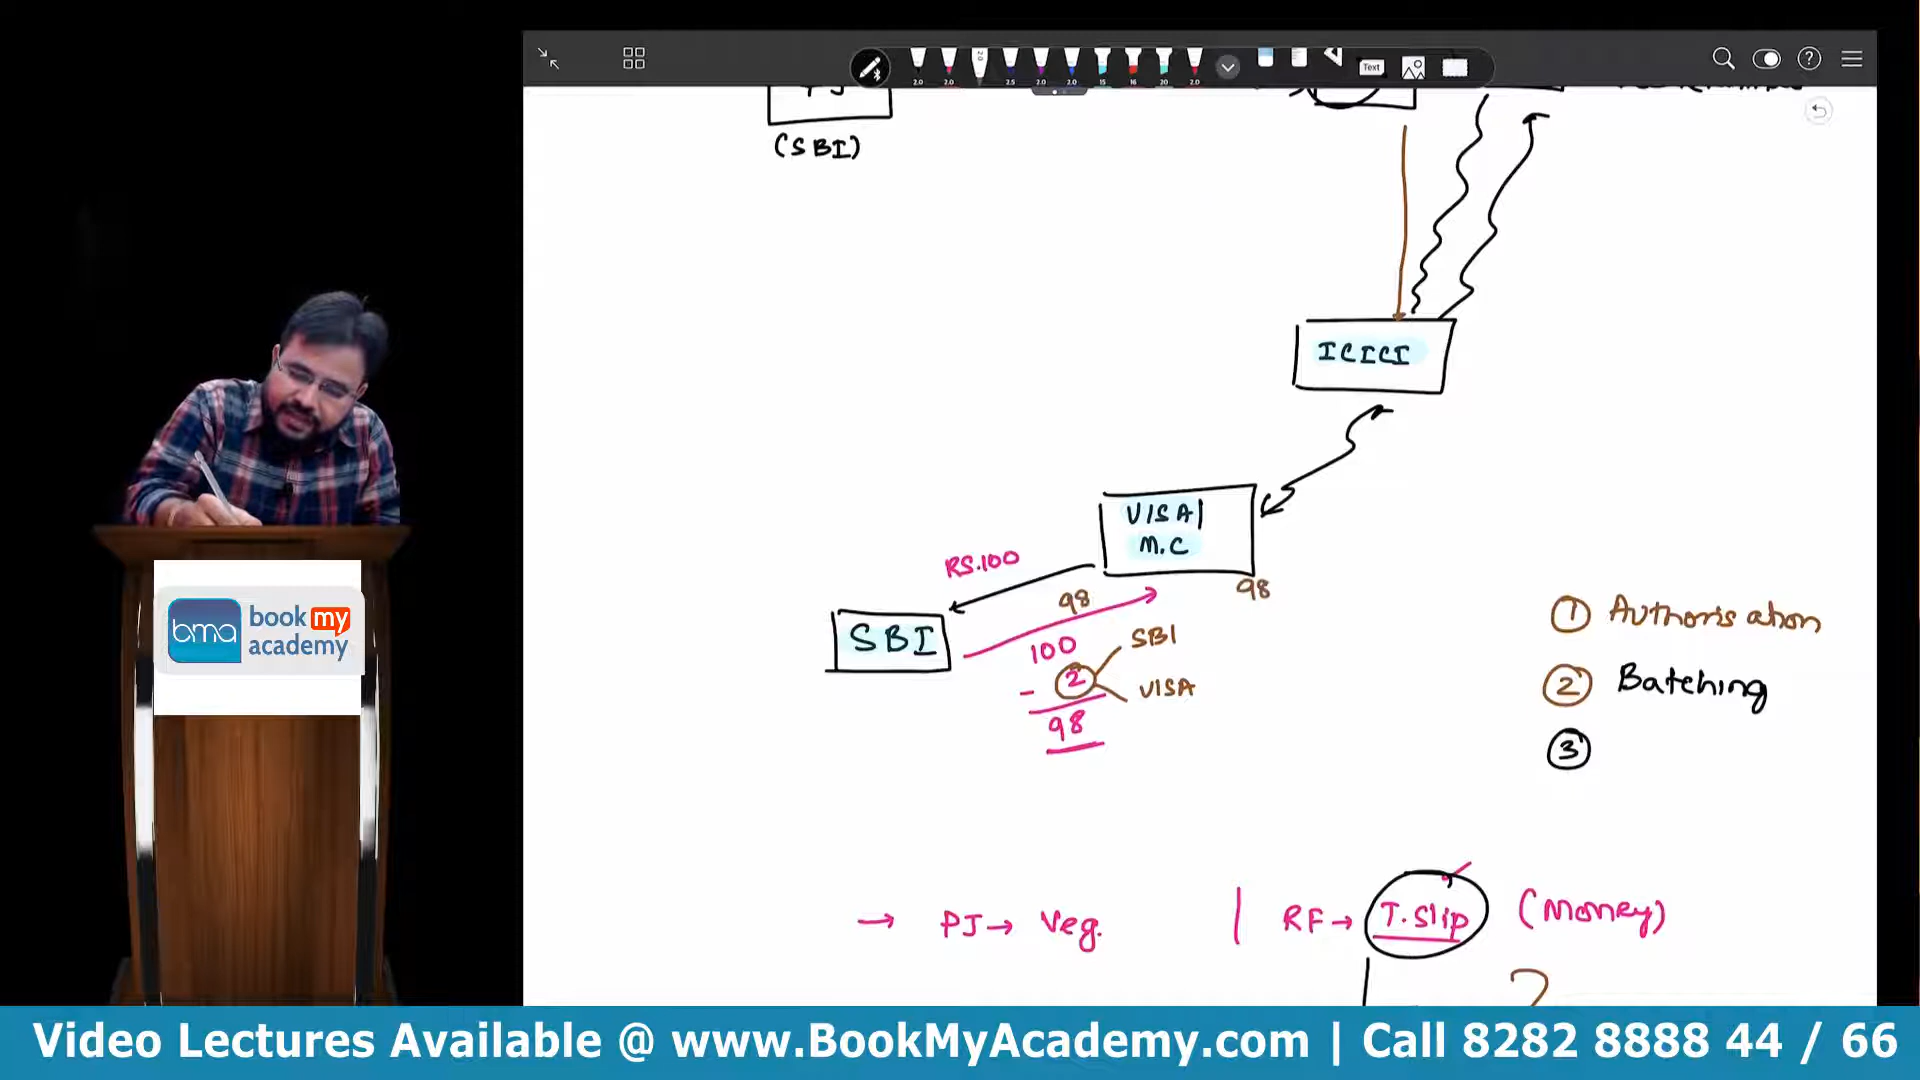 Text
(SBI)
ICICI
VISA|
M.C
RS.100
98
98
SBI
100
SBI
- 2
VISA
98
① Authorisation
② Batching
③
→ PJ → Veg. | RF → T.Slip (Money)
bma
book my
academy
Video Lectures Available @ www.BookMyAcademy.com | Call 8282 8888 44 / 66